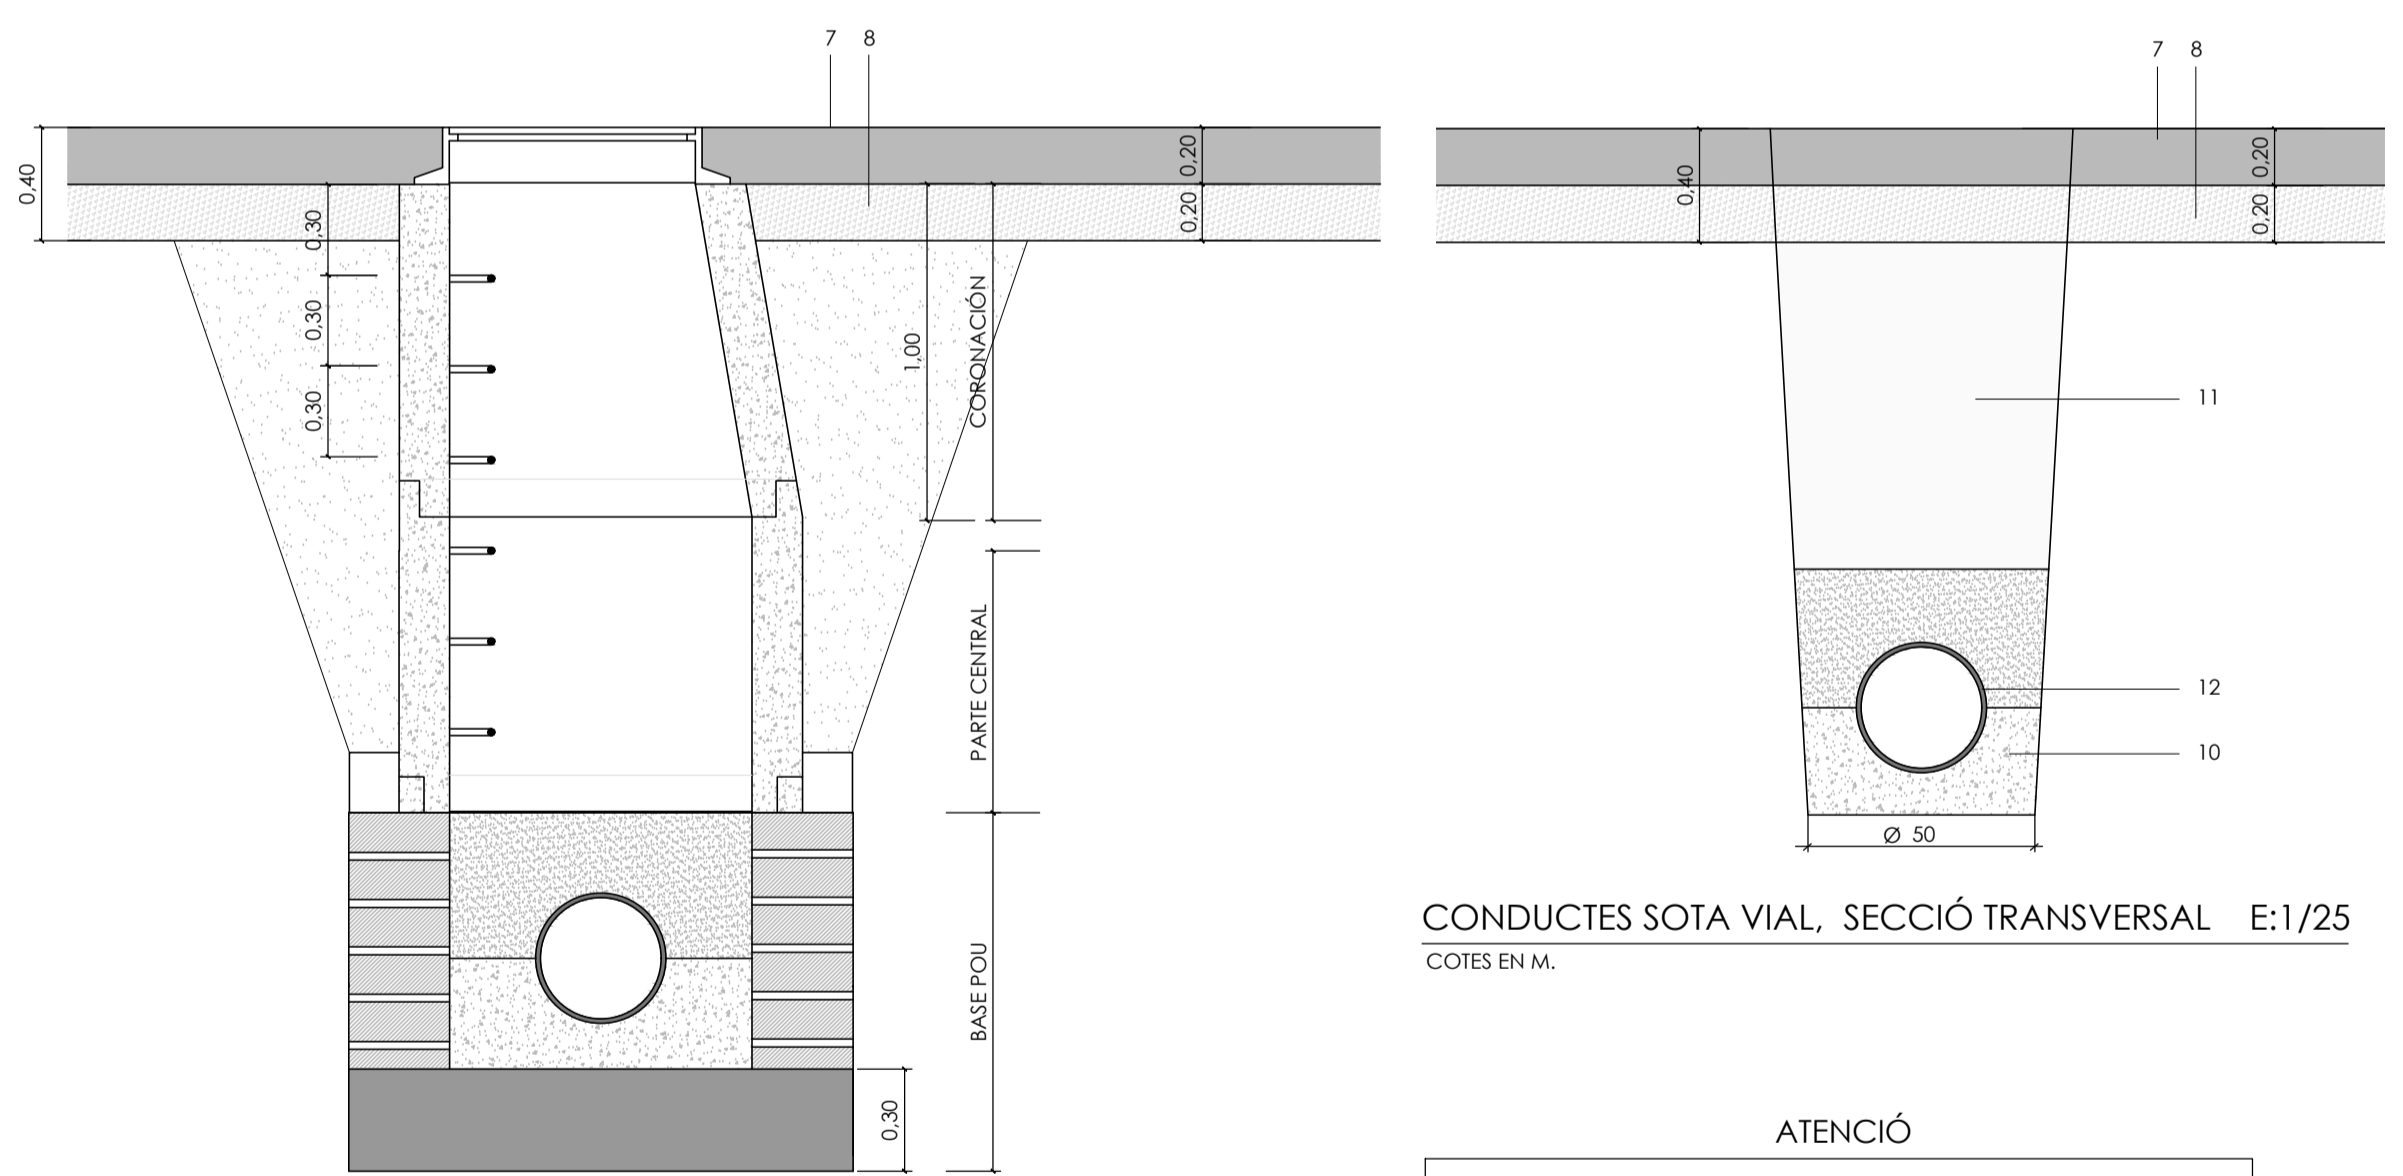 7 8
0,40
0,20
0,20
0,30
0,30
0,30
1,00
CORONACIÓN
PARTE CENTRAL
BASE POU
0,30
7 8
0,40
0,20
0,20
11
12
10
Ø 50
CONDUCTES SOTA VIAL, SECCIÓ TRANSVERSAL E:1/25
COTES EN M.
ATENCIÓ